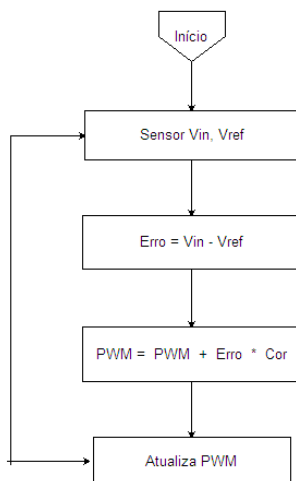 Início
Sensor Vin, Vref
Erro = Vin - Vref
PWM = PWM + Erro * Cor
Atualiza PWM